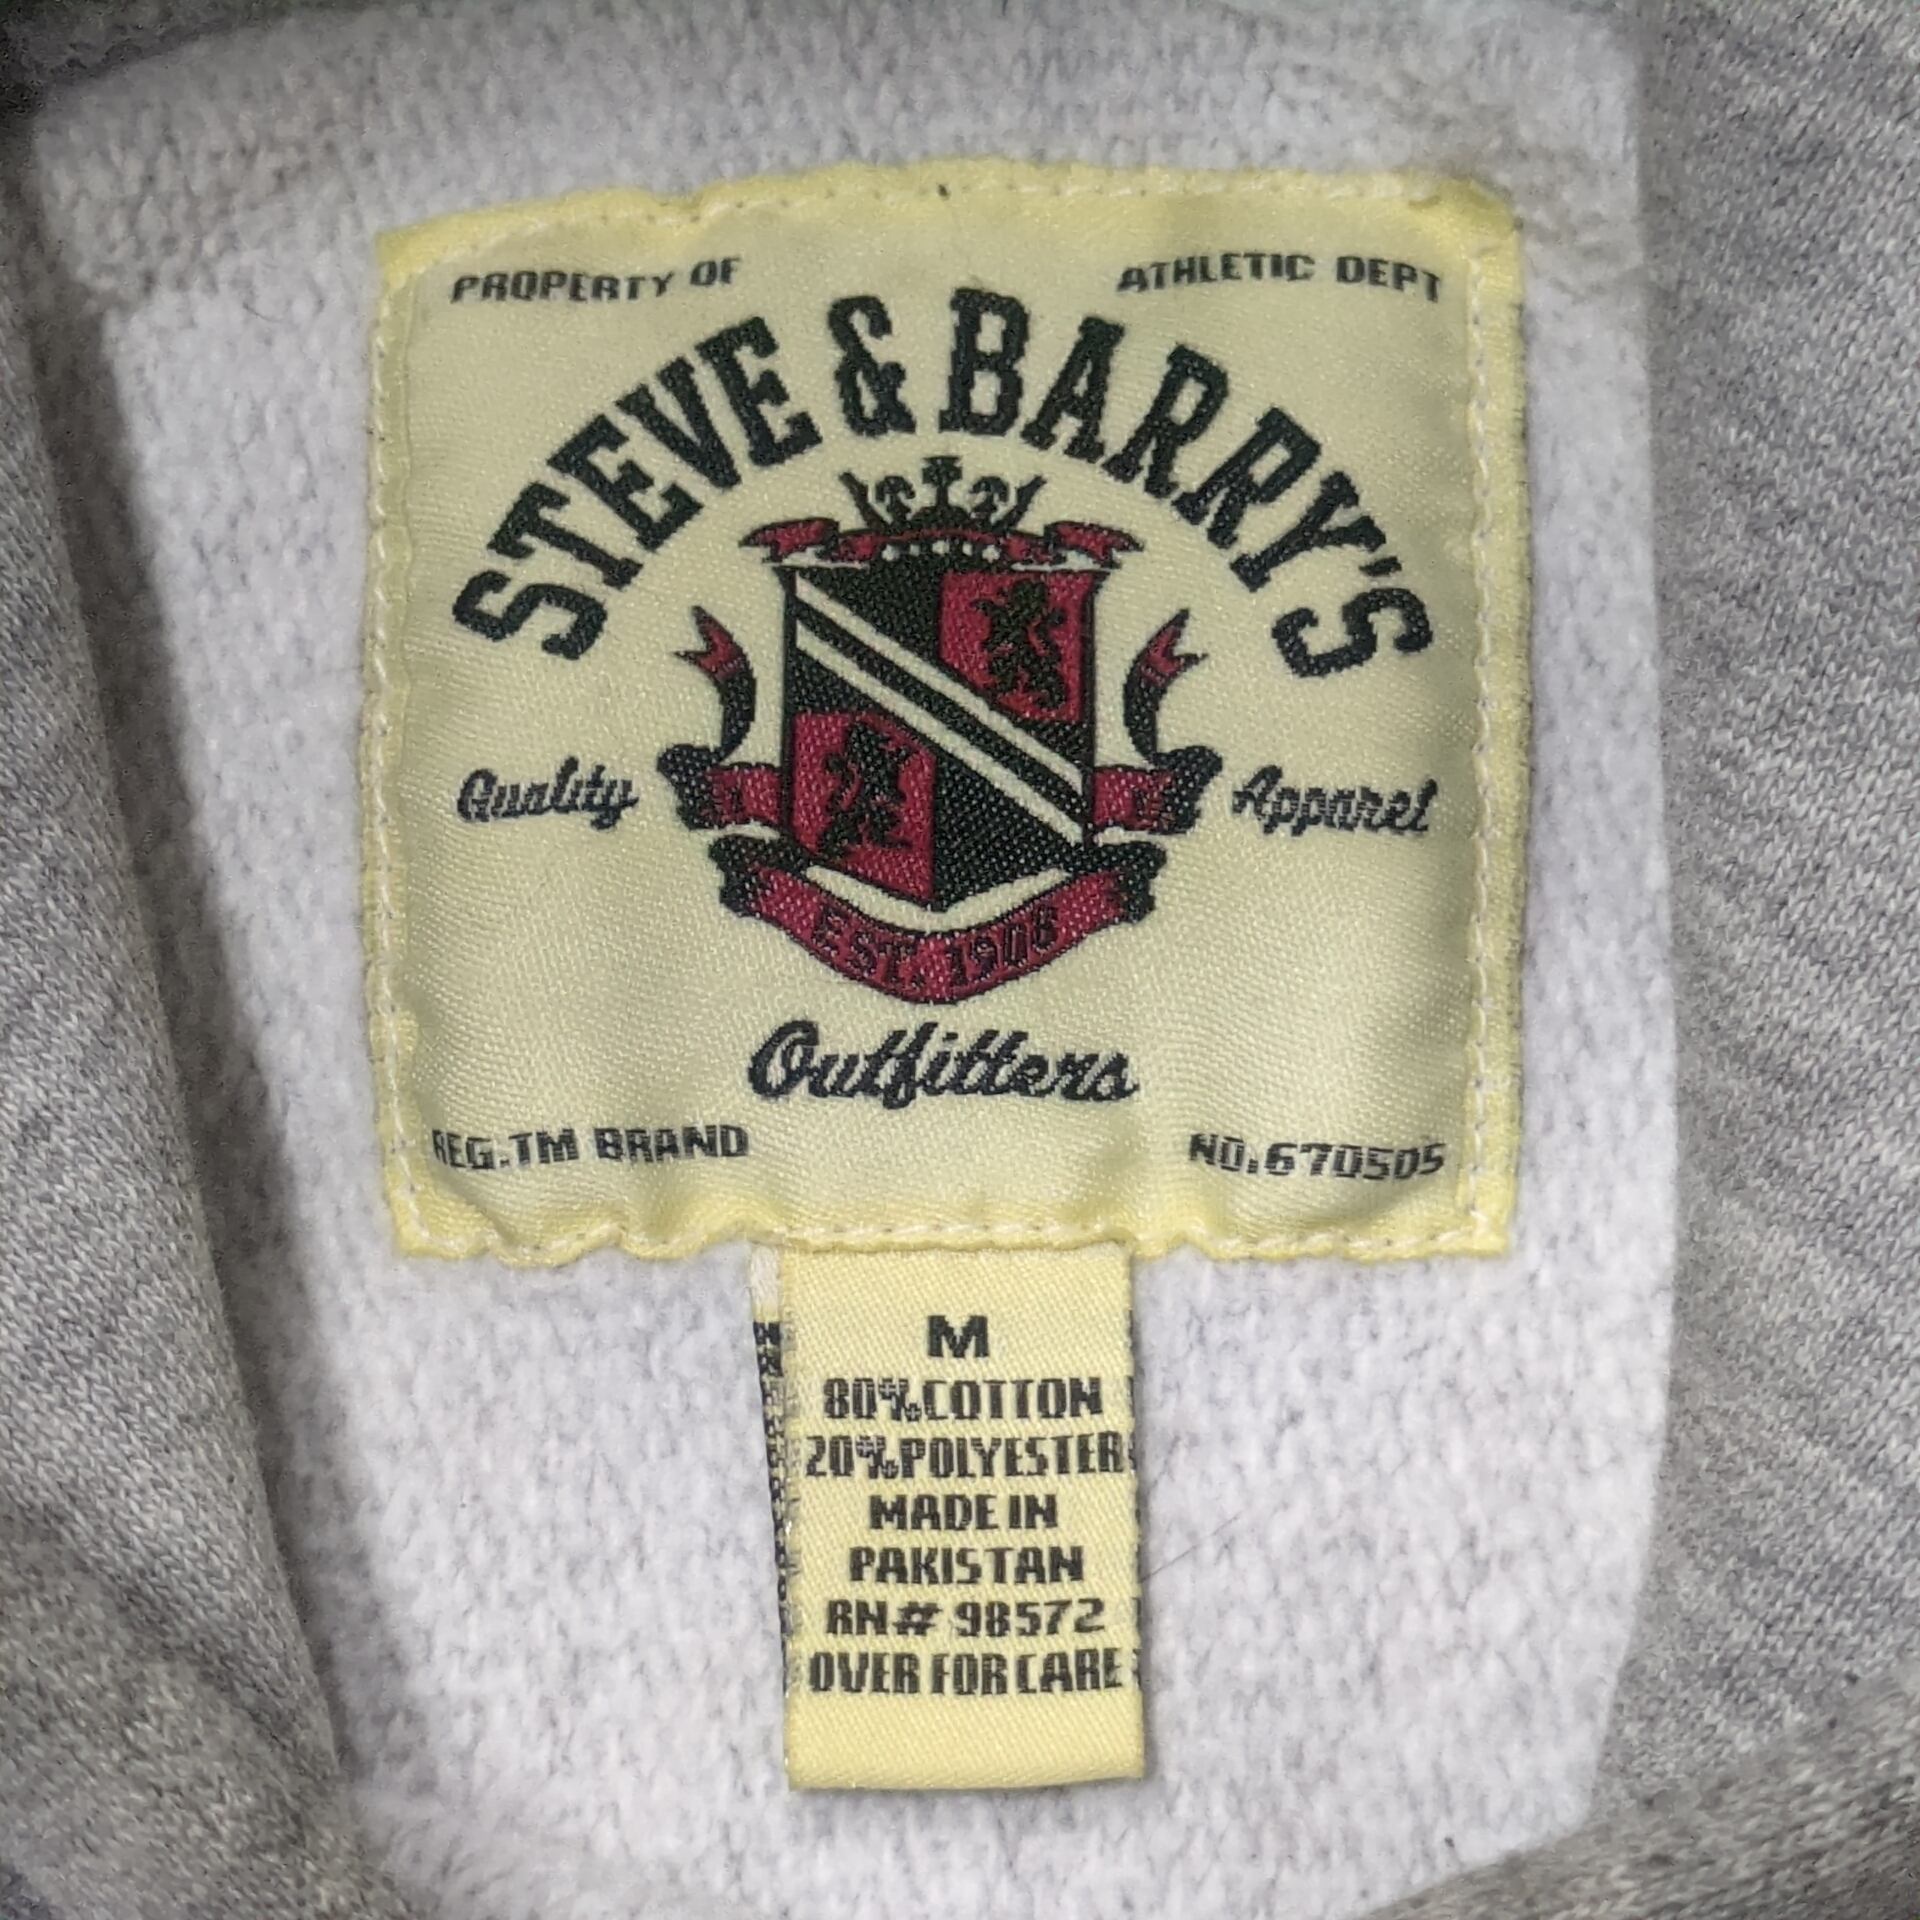 PROPERTY OF
ATHLETIC DEPT
STEVE & BARRY'S
Quality
Apparel
EST. 1908
Outfitters
REG.TM BRAND
NO.670505
M
80%COTTON
20%POLYESTER
MADE IN
PAKISTAN
RN# 98572
OVER FOR CARE